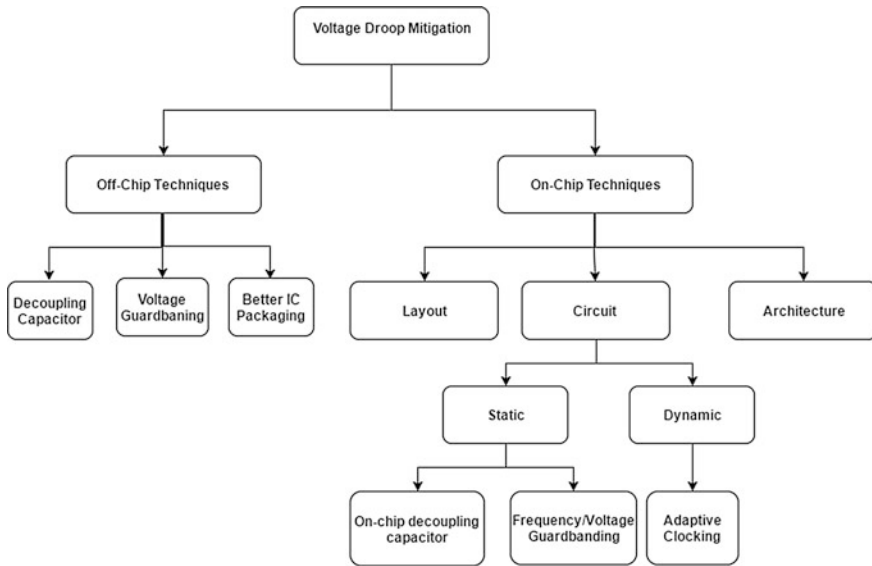 Voltage Droop Mitigation
Off-Chip Techniques
On-Chip Techniques
Decoupling
Capacitor
Voltage
Guardbaning
Better IC
Packaging
Layout
Circuit
Architecture
Static
Dynamic
On-chip decoupling
capacitor
Frequency/Voltage
Guardbanding
Adaptive
Clocking